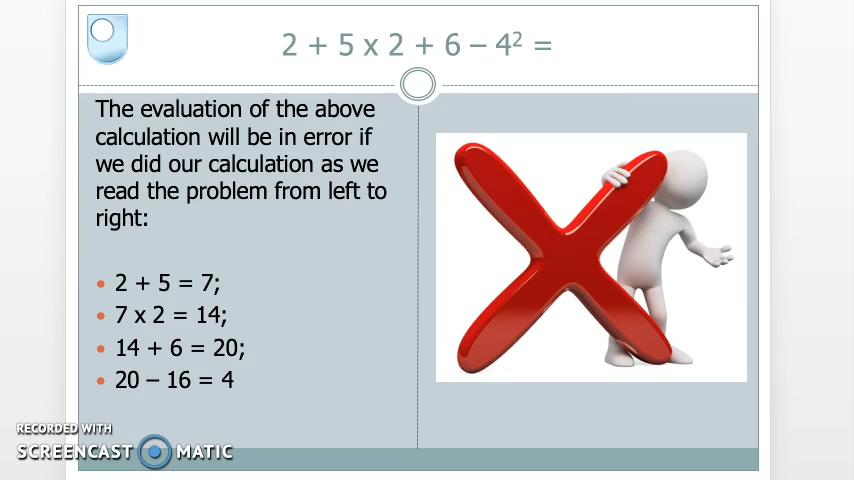 2 + 5 x 2 + 6 – 4² =
The evaluation of the above
calculation will be in error if
we did our calculation as we
read the problem from left to
right:
• 2 + 5 = 7;
• 7 x 2 = 14;
• 14 + 6 = 20;
• 20 – 16 = 4
RECORDED WITH
SCREENCAST MATIC